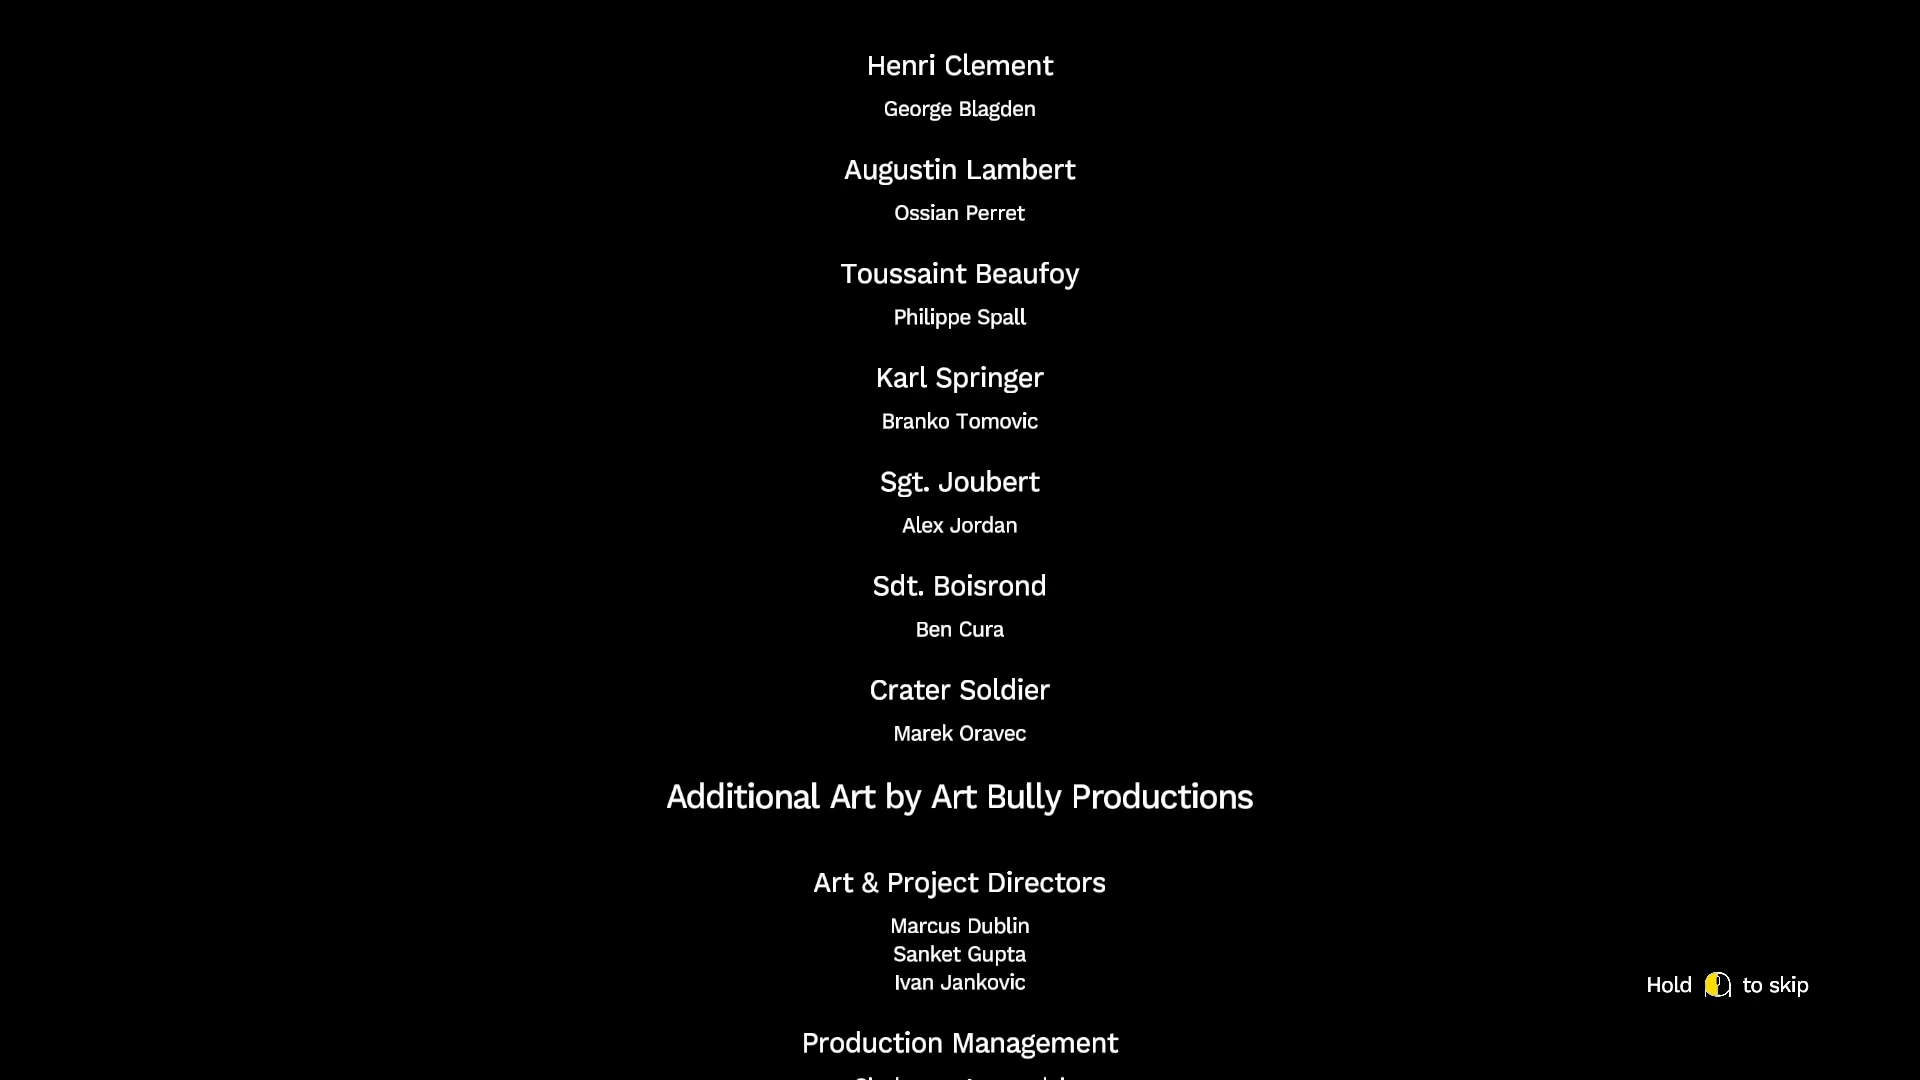 Henri Clement
George Blagden
Augustin Lambert
Ossian Perret
Toussaint Beaufoy
Philippe Spall
Karl Springer
Branko Tomovic
Sgt. Joubert
Alex Jordan
Sdt. Boisrond
Ben Cura
Crater Soldier
Marek Oravec
Additional Art by Art Bully Productions
Art & Project Directors
Marcus Dublin
Sanket Gupta
Ivan Jankovic
Hold to skip
Production Management